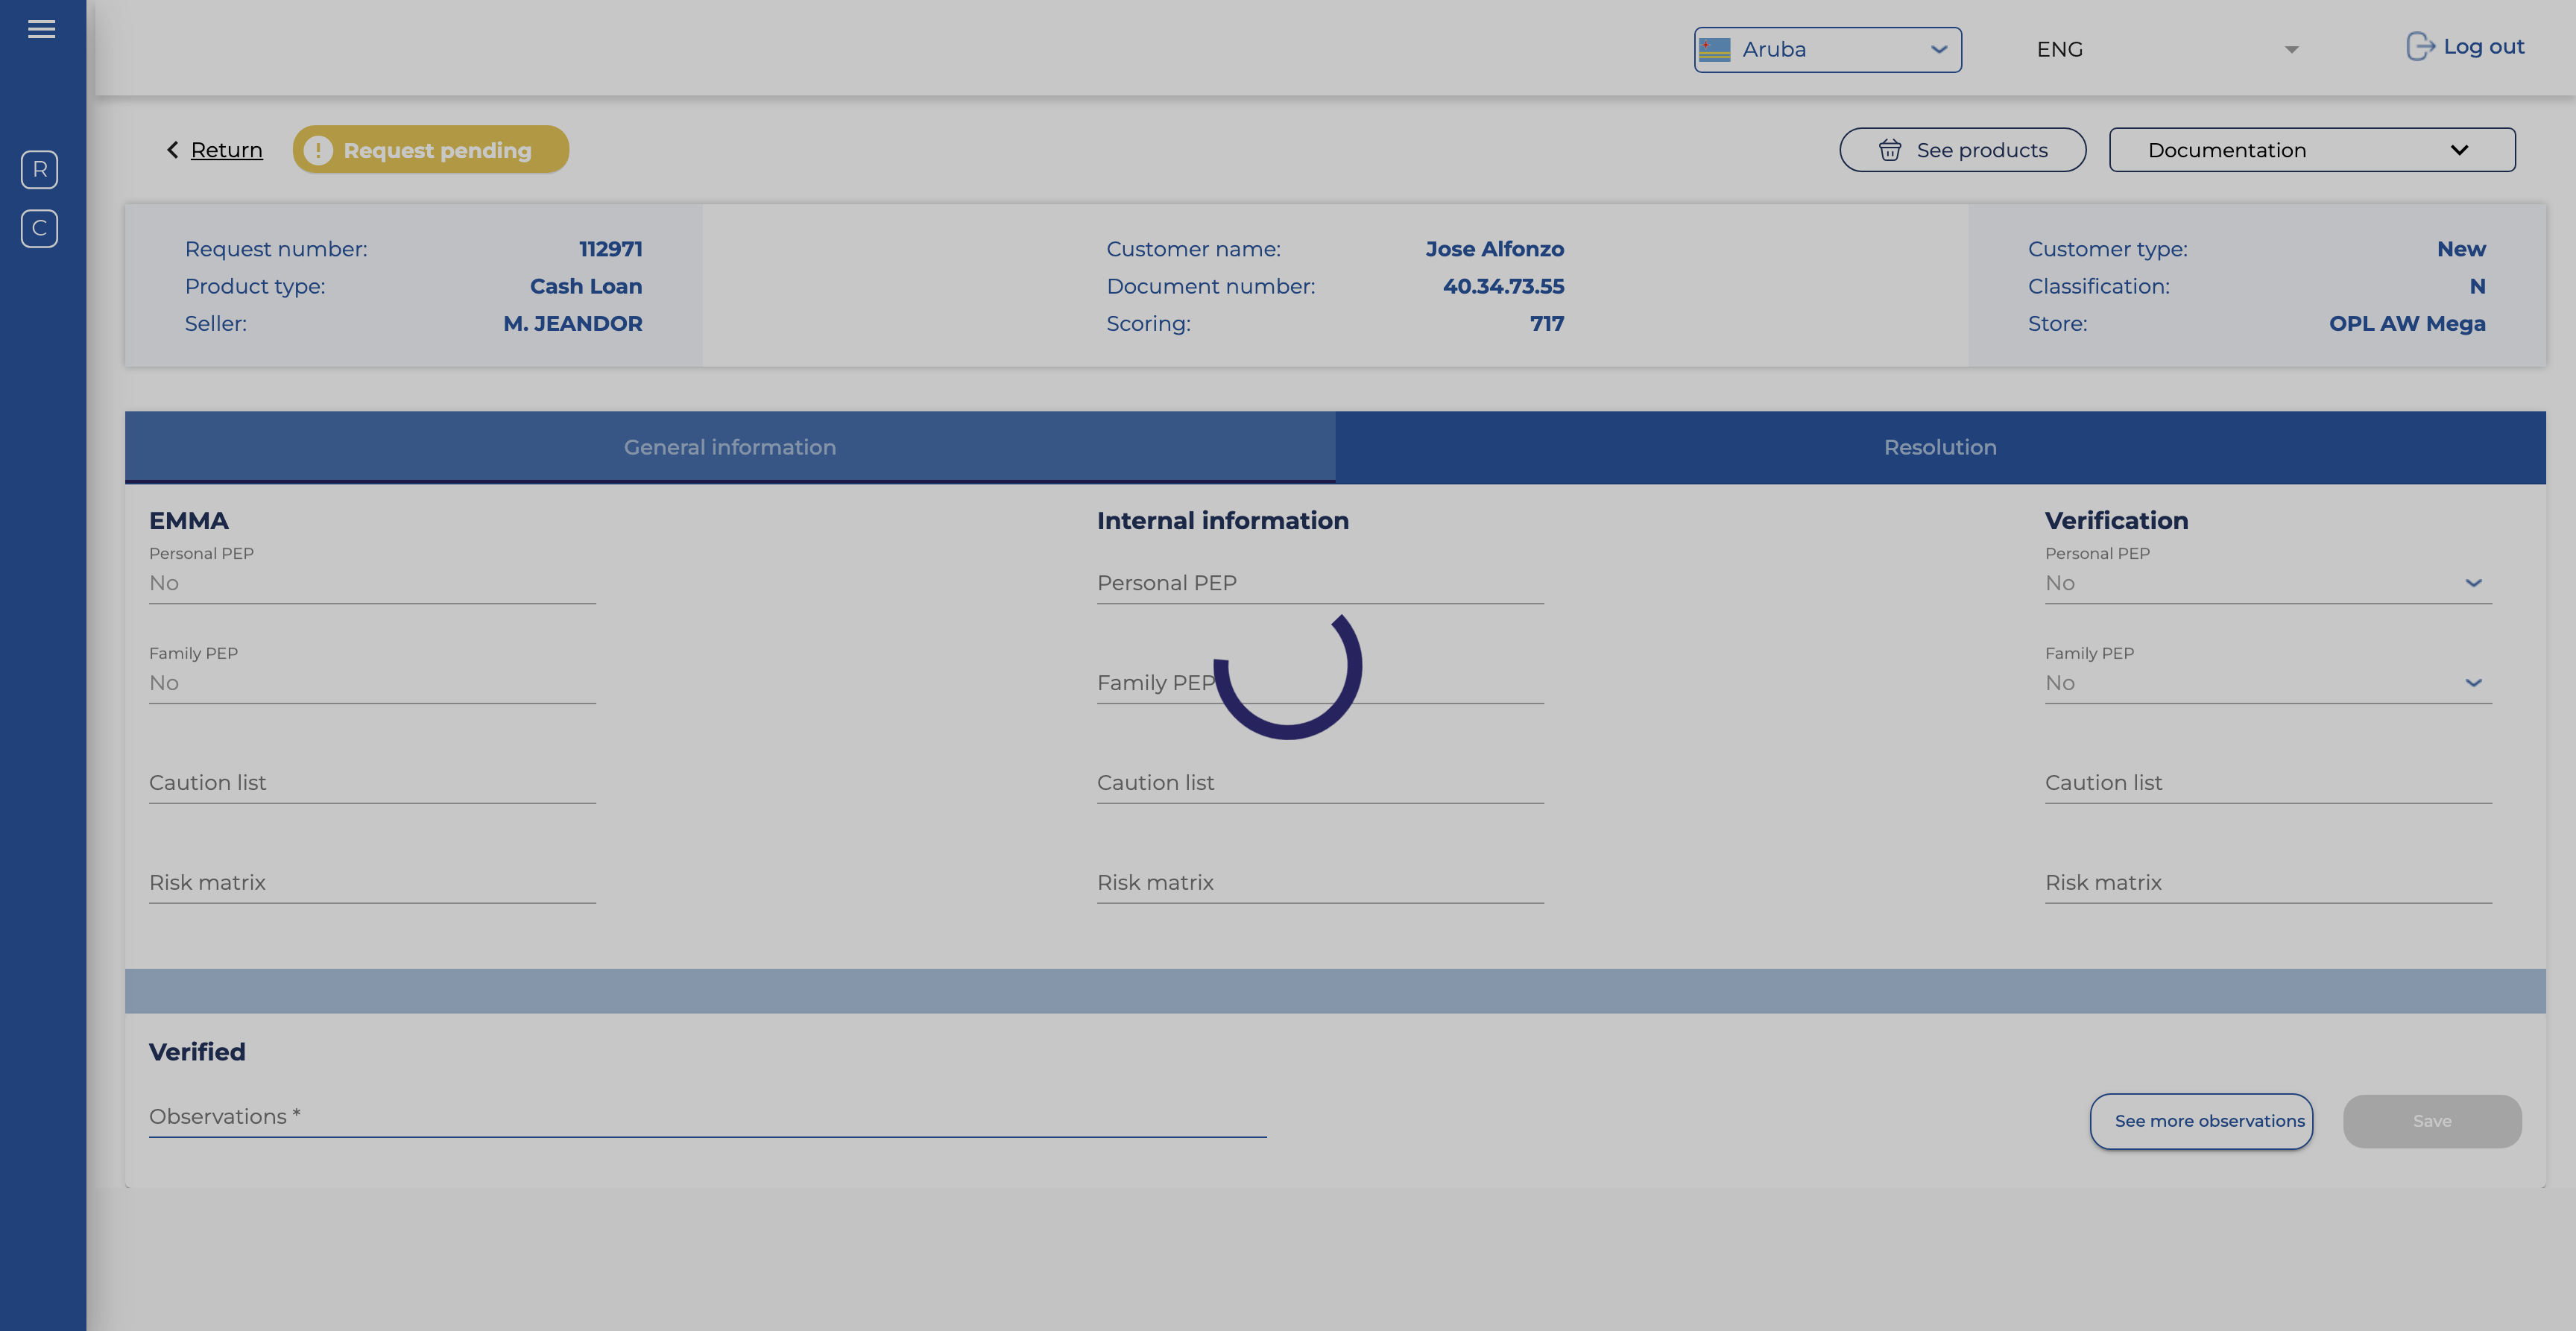 Aruba
ENG
Log out
R
C
Return
Request pending
See products
Documentation
Request number: 112971
Product type: Cash Loan
Seller: M. JEANDOR
Customer name: Jose Alfonzo
Document number: 40.34.73.55
Scoring: 717
Customer type: New
Classification: N
Store: OPL AW Mega
General information
Resolution
EMMA
Personal PEP
No
Family PEP
No
Caution list
Risk matrix
Internal information
Personal PEP
Family PEP
Caution list
Risk matrix
Verification
Personal PEP
No
Family PEP
No
Caution list
Risk matrix
Verified
Observations *
See more observations
Save